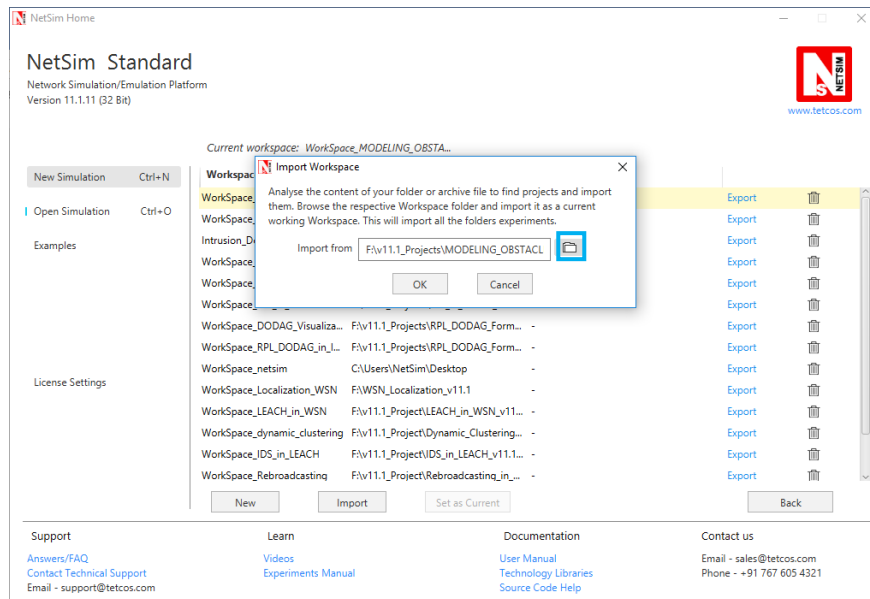 NetSim Home
NetSim Standard
Network Simulation/Emulation Platform
Version 11.1.11 (32 Bit)
NETSIM
www.tetcos.com
Current workspace: WorkSpace_MODELING_OBSTA...
New Simulation Ctrl+N
Open Simulation Ctrl+O
Examples
License Settings
Workspac
Import Workspace
Analyse the content of your folder or archive file to find projects and import
them. Browse the respective Workspace folder and import it as a current
working Workspace. This will import all the folders experiments.
Import from F:\v11.1_Projects\MODELING_OBSTACL
OK Cancel
WorkSpace_ Export
WorkSpace_ Export
Intrusion_D Export
WorkSpace_ Export
WorkSpace_ Export
WorkSpace_ Export
WorkSpace_DODAG_Visualiza... F:\v11.1_Projects\RPL_DODAG_Form... - Export
WorkSpace_RPL_DODAG_in_I... F:\v11.1_Projects\RPL_DODAG_Form... - Export
WorkSpace_netsim C:\Users\NetSim\Desktop - Export
WorkSpace_Localization_WSN F:\WSN_Localization_v11.1 - Export
WorkSpace_LEACH_in_WSN F:\v11.1_Project\LEACH_in_WSN_v11... - Export
WorkSpace_dynamic_clustering F:\v11.1_Project\Dynamic_Clustering... - Export
WorkSpace_IDS_in_LEACH F:\v11.1_Project\IDS_in_LEACH_v11.1... - Export
WorkSpace_Rebroadcasting F:\v11.1_Project\Rebroadcasting_in_... - Export
New Import Set as Current Back
Support Learn Documentation Contact us
Answers/FAQ Videos User Manual Email - sales@tetcos.com
Contact Technical Support Experiments Manual Technology Libraries Phone - +91 767 605 4321
Email - support@tetcos.com Source Code Help